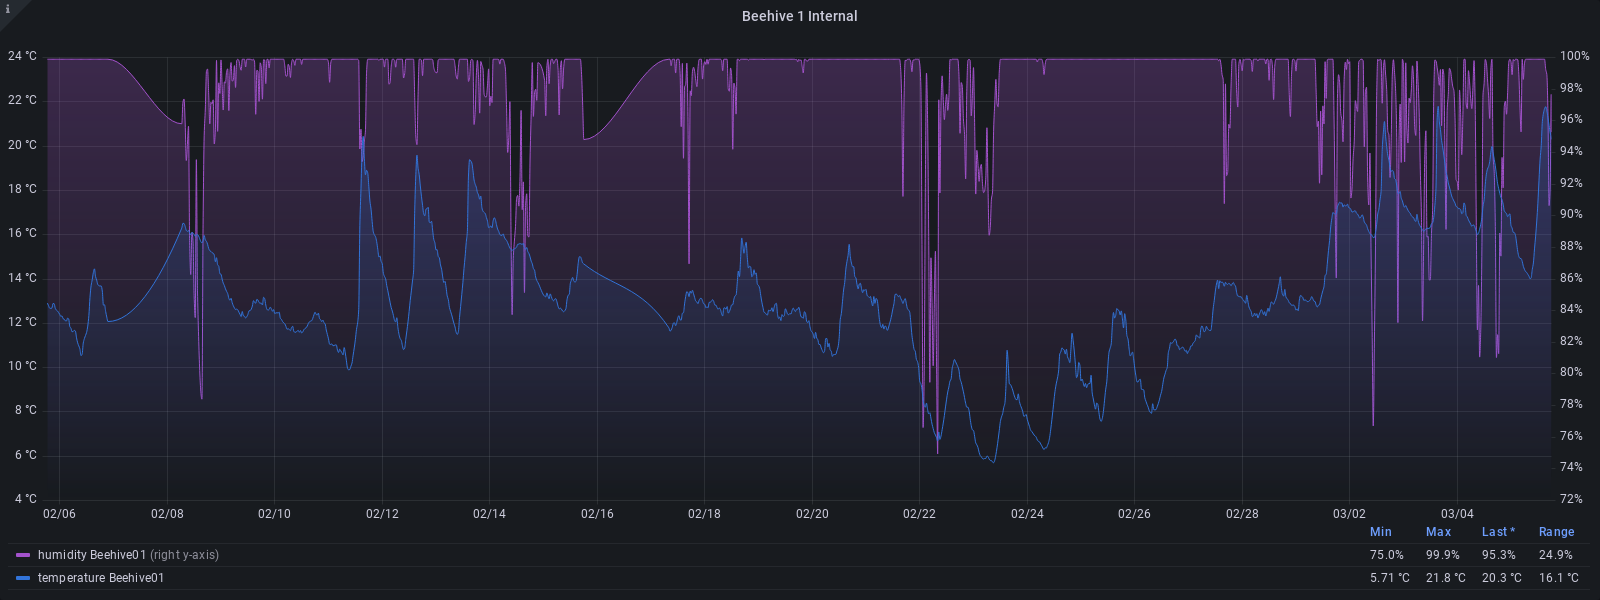 i
Beehive 1 Internal
24 °C 100%
22 °C 98%
20 °C 96%
18 °C 94%
16 °C 92%
14 °C 90%
12 °C 88%
10 °C 86%
8 °C 84%
6 °C 82%
4 °C 80%
78%
76%
74%
72%
02/06 02/08 02/10 02/12 02/14 02/16 02/18 02/20 02/22 02/24 02/26 02/28 03/02 03/04
Min Max Last * Range
humidity Beehive01 (right y-axis) 75.0% 99.9% 95.3% 24.9%
temperature Beehive01 5.71 °C 21.8 °C 20.3 °C 16.1 °C